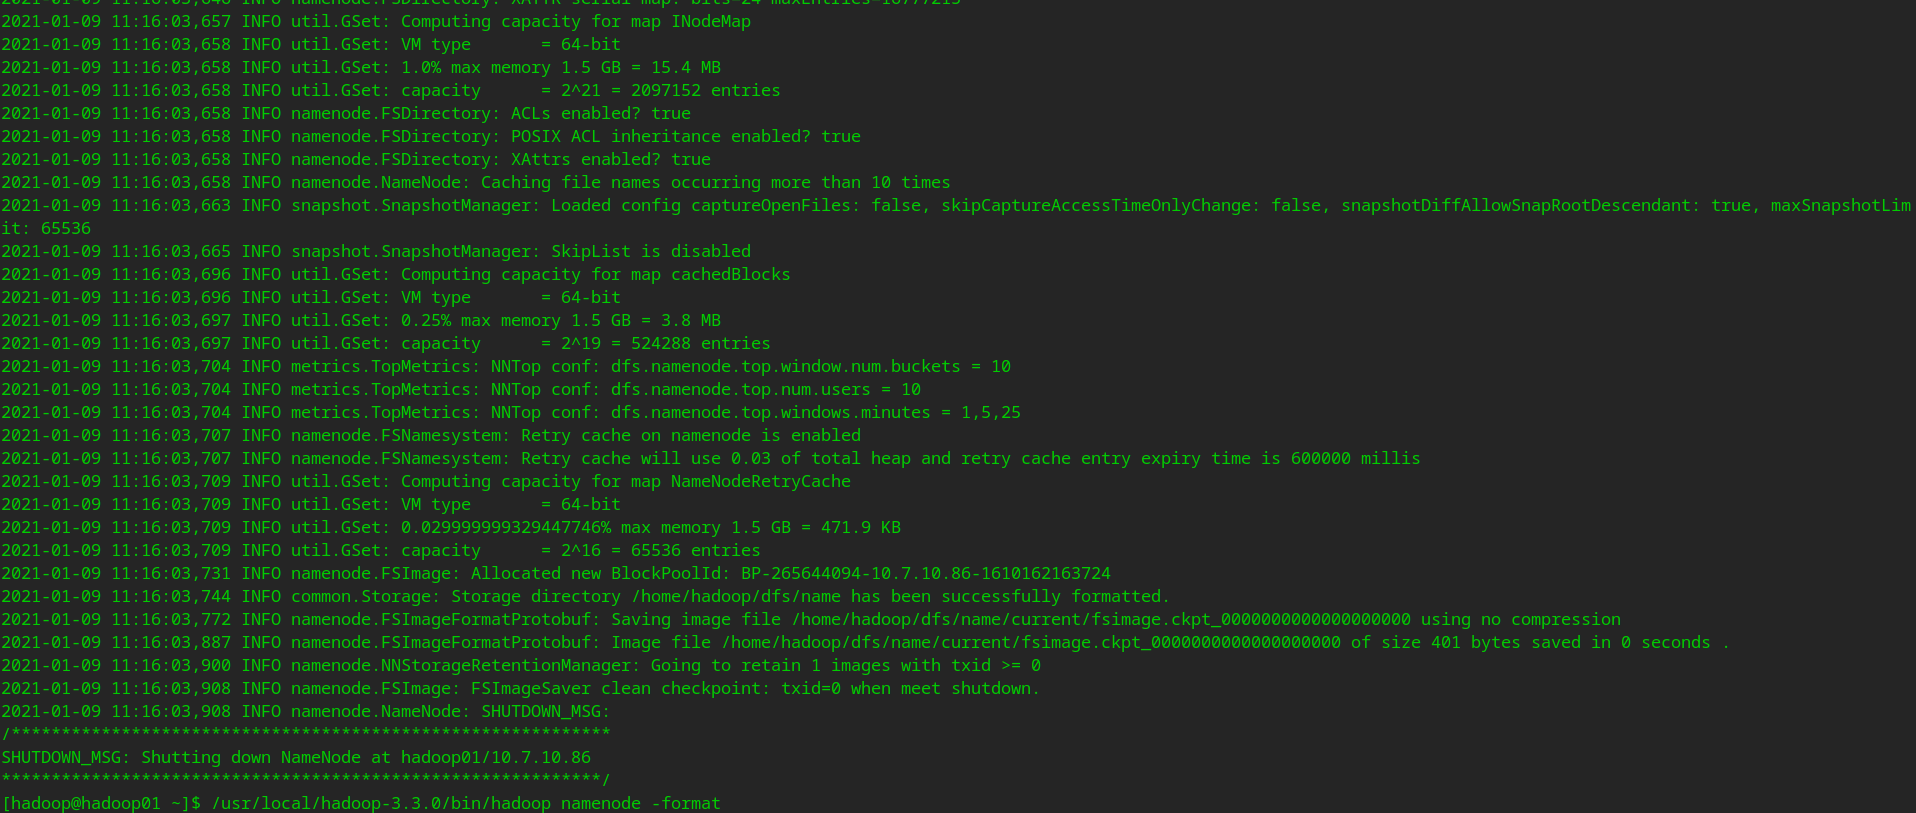 2021-01-09 11:16:03,646 INFO namenode.FSDirectory: XATTR serial map: bits=24 maxEntries=16777215
2021-01-09 11:16:03,657 INFO util.GSet: Computing capacity for map INodeMap
2021-01-09 11:16:03,658 INFO util.GSet: VM type       = 64-bit
2021-01-09 11:16:03,658 INFO util.GSet: 1.0% max memory 1.5 GB = 15.4 MB
2021-01-09 11:16:03,658 INFO util.GSet: capacity      = 2^21 = 2097152 entries
2021-01-09 11:16:03,658 INFO namenode.FSDirectory: ACLs enabled? true
2021-01-09 11:16:03,658 INFO namenode.FSDirectory: POSIX ACL inheritance enabled? true
2021-01-09 11:16:03,658 INFO namenode.FSDirectory: XAttrs enabled? true
2021-01-09 11:16:03,658 INFO namenode.NameNode: Caching file names occurring more than 10 times
2021-01-09 11:16:03,663 INFO snapshot.SnapshotManager: Loaded config captureOpenFiles: false, skipCaptureAccessTimeOnlyChange: false, snapshotDiffAllowSnapRootDescendant: true, maxSnapshotLim
it: 65536
2021-01-09 11:16:03,665 INFO snapshot.SnapshotManager: SkipList is disabled
2021-01-09 11:16:03,696 INFO util.GSet: Computing capacity for map cachedBlocks
2021-01-09 11:16:03,696 INFO util.GSet: VM type       = 64-bit
2021-01-09 11:16:03,697 INFO util.GSet: 0.25% max memory 1.5 GB = 3.8 MB
2021-01-09 11:16:03,697 INFO util.GSet: capacity      = 2^19 = 524288 entries
2021-01-09 11:16:03,704 INFO metrics.TopMetrics: NNTop conf: dfs.namenode.top.window.num.buckets = 10
2021-01-09 11:16:03,704 INFO metrics.TopMetrics: NNTop conf: dfs.namenode.top.num.users = 10
2021-01-09 11:16:03,704 INFO metrics.TopMetrics: NNTop conf: dfs.namenode.top.windows.minutes = 1,5,25
2021-01-09 11:16:03,707 INFO namenode.FSNamesystem: Retry cache on namenode is enabled
2021-01-09 11:16:03,707 INFO namenode.FSNamesystem: Retry cache will use 0.03 of total heap and retry cache entry expiry time is 600000 millis
2021-01-09 11:16:03,709 INFO util.GSet: Computing capacity for map NameNodeRetryCache
2021-01-09 11:16:03,709 INFO util.GSet: VM type       = 64-bit
2021-01-09 11:16:03,709 INFO util.GSet: 0.029999999329447746% max memory 1.5 GB = 471.9 KB
2021-01-09 11:16:03,709 INFO util.GSet: capacity      = 2^16 = 65536 entries
2021-01-09 11:16:03,731 INFO namenode.FSImage: Allocated new BlockPoolId: BP-265644094-10.7.10.86-1610162163724
2021-01-09 11:16:03,744 INFO common.Storage: Storage directory /home/hadoop/dfs/name has been successfully formatted.
2021-01-09 11:16:03,772 INFO namenode.FSImageFormatProtobuf: Saving image file /home/hadoop/dfs/name/current/fsimage.ckpt_0000000000000000000 using no compression
2021-01-09 11:16:03,887 INFO namenode.FSImageFormatProtobuf: Image file /home/hadoop/dfs/name/current/fsimage.ckpt_0000000000000000000 of size 401 bytes saved in 0 seconds .
2021-01-09 11:16:03,900 INFO namenode.NNStorageRetentionManager: Going to retain 1 images with txid >= 0
2021-01-09 11:16:03,908 INFO namenode.FSImage: FSImageSaver clean checkpoint: txid=0 when meet shutdown.
2021-01-09 11:16:03,908 INFO namenode.NameNode: SHUTDOWN_MSG:
/************************************************************
SHUTDOWN_MSG: Shutting down NameNode at hadoop01/10.7.10.86
************************************************************/
[hadoop@hadoop01 ~]$ /usr/local/hadoop-3.3.0/bin/hadoop namenode -format